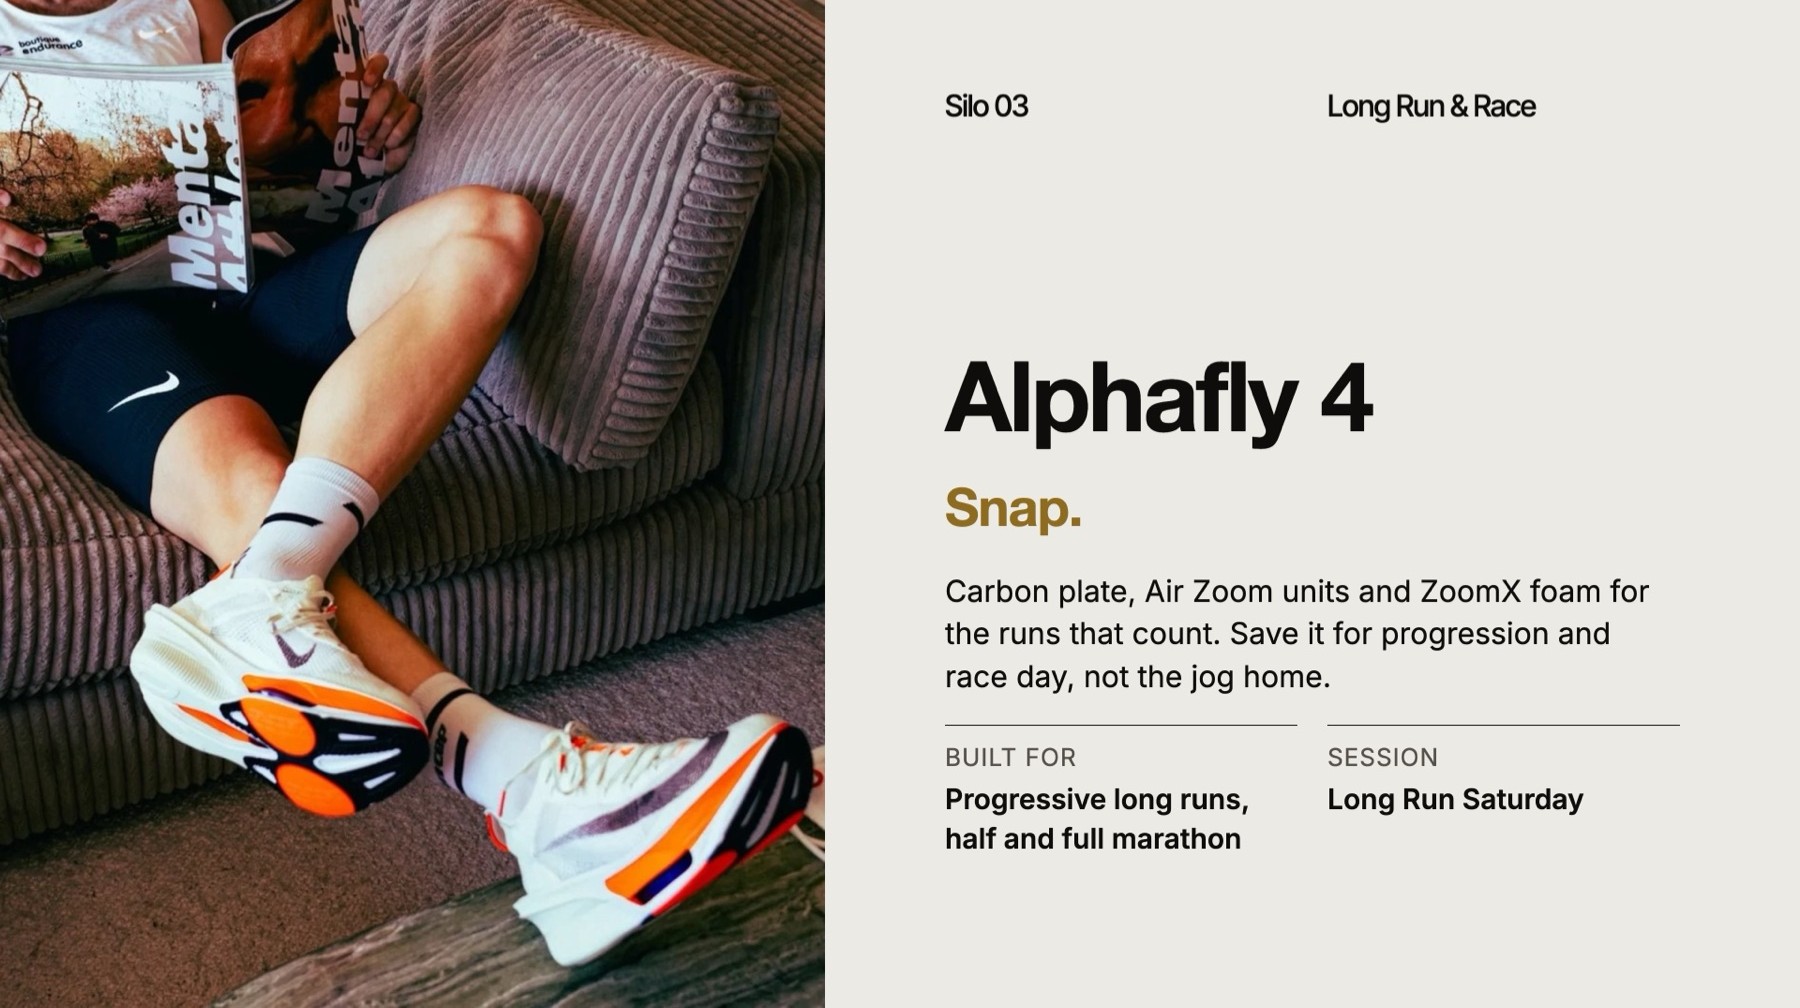 boutique
endurance
Silo 03
Long Run & Race
Alphafly 4
Snap.
Carbon plate, Air Zoom units and ZoomX foam for
the runs that count. Save it for progression and
race day, not the jog home.
BUILT FOR
Progressive long runs,
half and full marathon
SESSION
Long Run Saturday